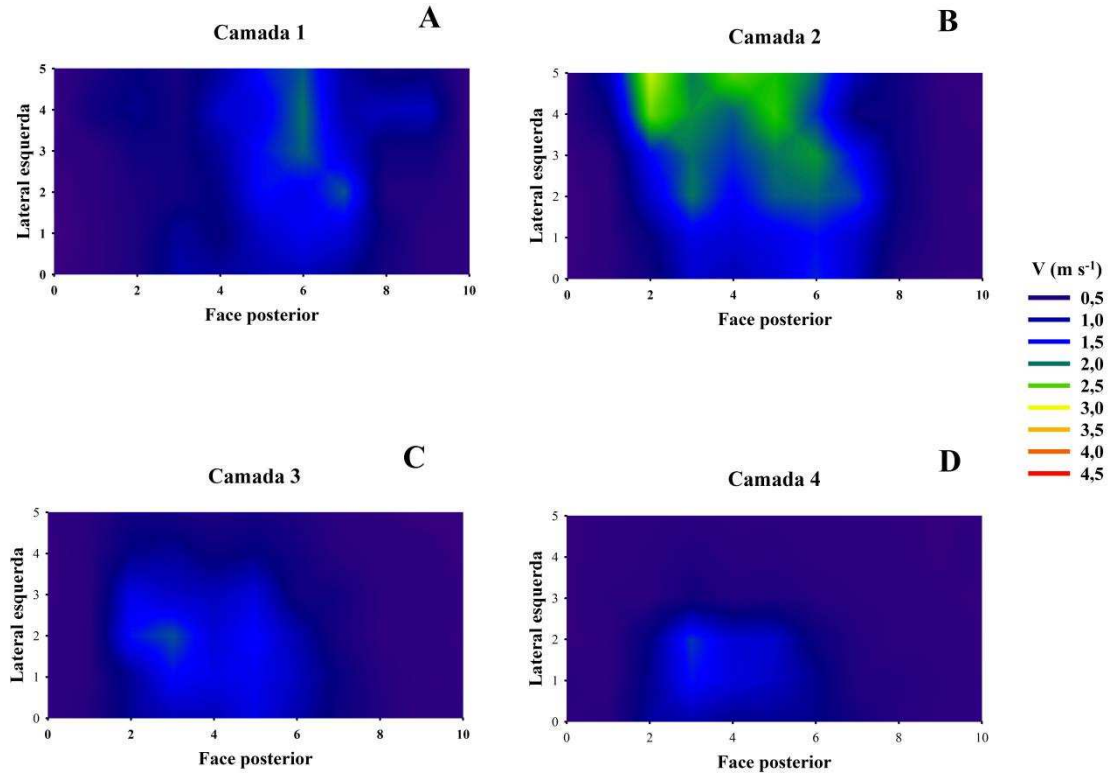 A
Camada 1
Lateral esquerda
5
4
3
2
1
0
0 2 4 6 8 10
Face posterior
B
Camada 2
Lateral esquerda
5
4
3
2
1
0
0 2 4 6 8 10
Face posterior
V (m s⁻¹)
0,5
1,0
1,5
2,0
2,5
3,0
3,5
4,0
4,5
C
Camada 3
Lateral esquerda
5
4
3
2
1
0
0 2 4 6 8 10
Face posterior
D
Camada 4
Lateral esquerda
5
4
3
2
1
0
0 2 4 6 8 10
Face posterior